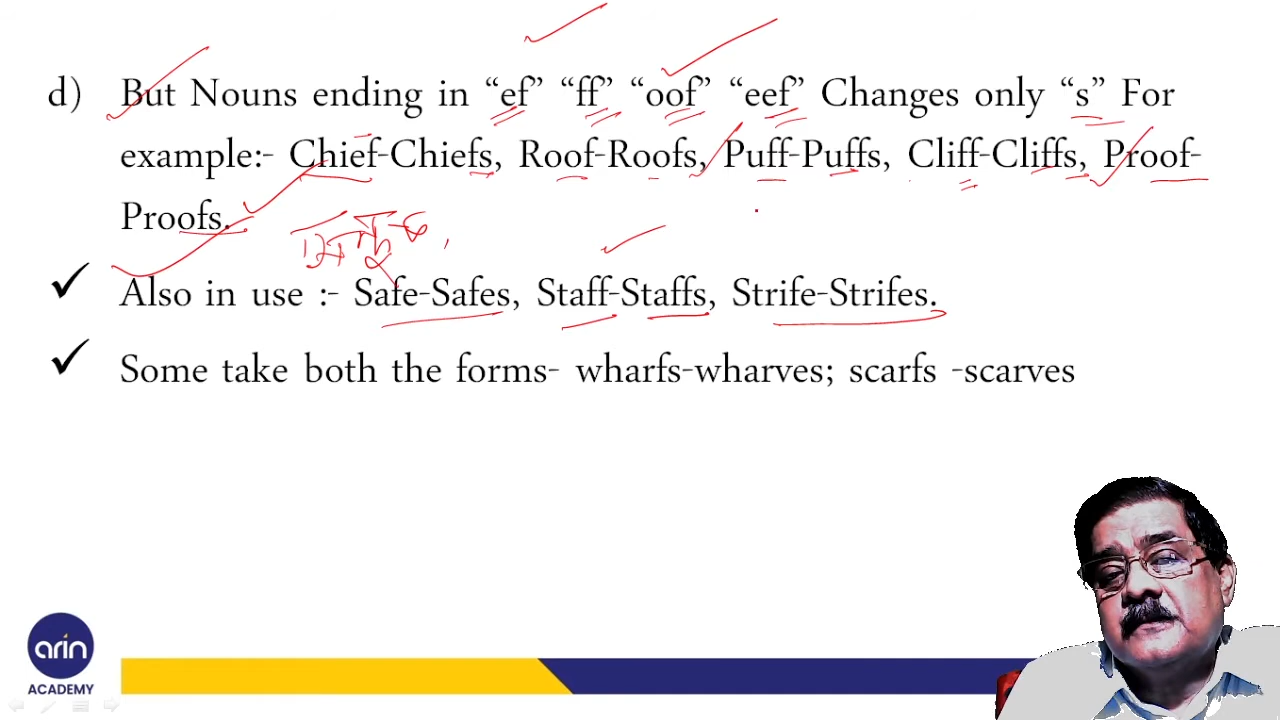 d) But Nouns ending in “ef” “ff” “oof” “eef” Changes only “s” For
example:- Chief-Chiefs, Roof-Roofs, Puff-Puffs, Cliff-Cliffs, Proof-
Proofs.
✓ Also in use :- Safe-Safes, Staff-Staffs, Strife-Strifes.
✓ Some take both the forms- wharfs-wharves; scarfs -scarves
arin
ACADEMY